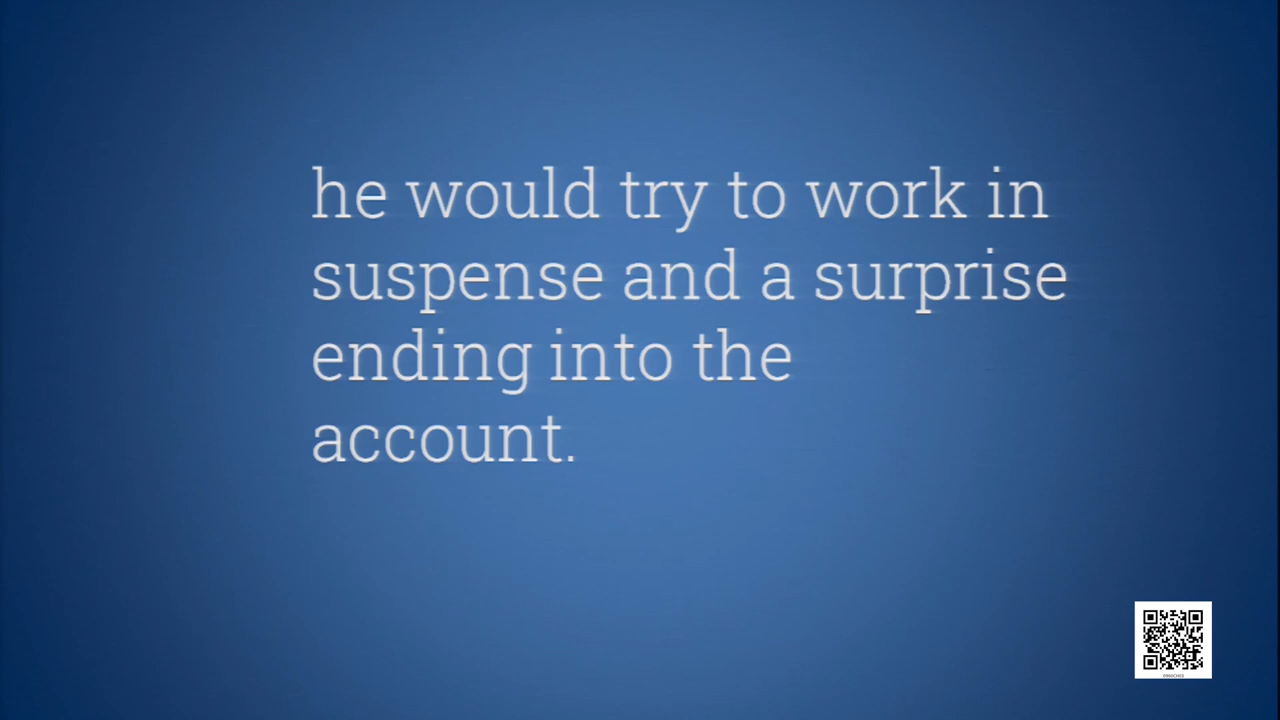 he would try to work in
suspense and a surprise
ending into the
account.